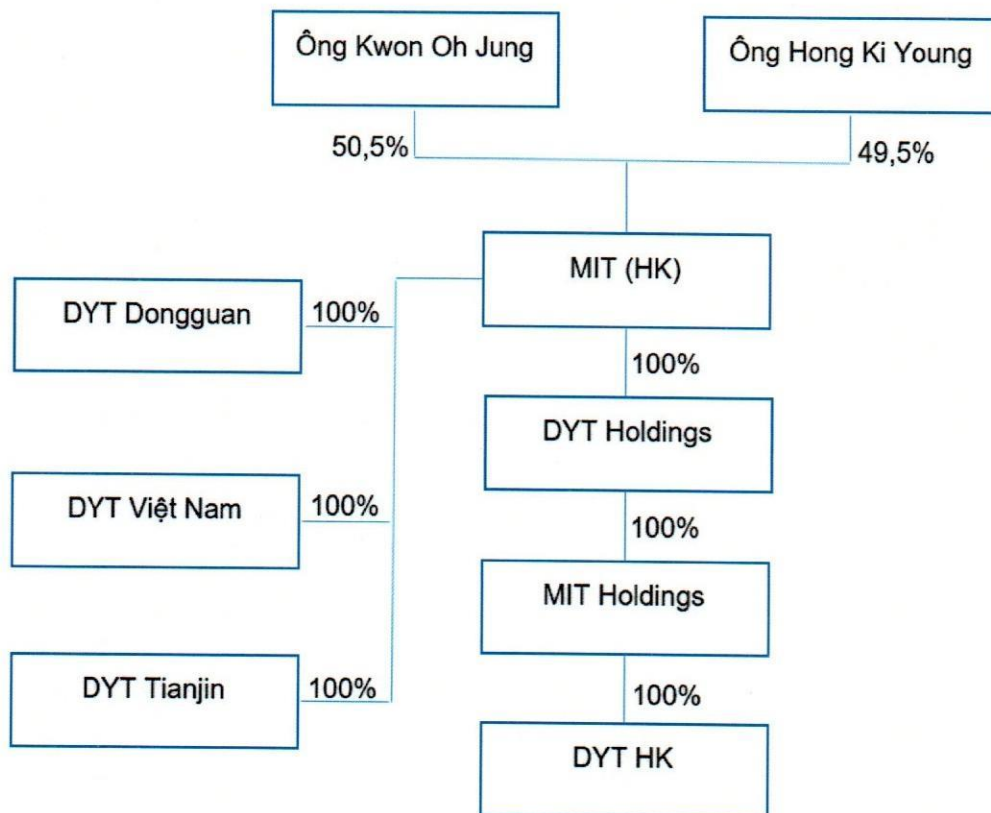 Ông Kwon Oh Jung
Ông Hong Ki Young
50,5%
49,5%
MIT (HK)
DYT Dongguan
100%
100%
DYT Holdings
DYT Việt Nam
100%
100%
MIT Holdings
DYT Tianjin
100%
100%
DYT HK